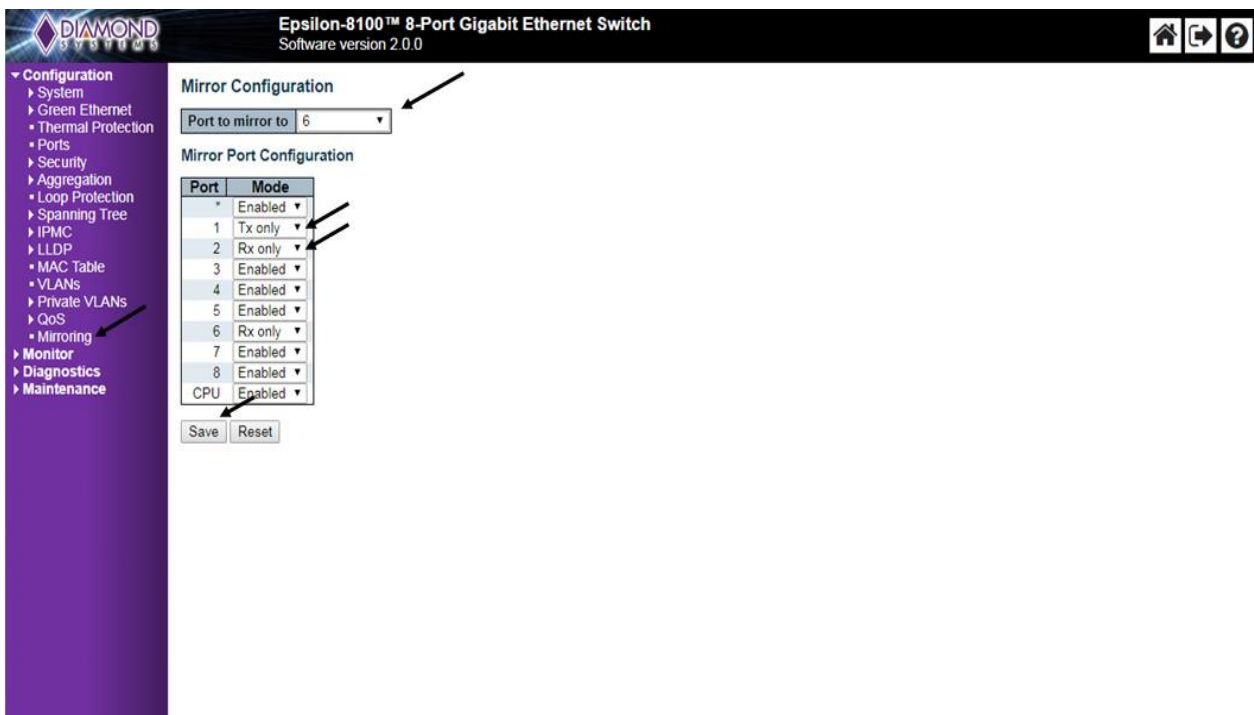 DIAMOND
SYSTEMS
Epsilon-8100™ 8-Port Gigabit Ethernet Switch
Software version 2.0.0
Configuration
System
Green Ethernet
Thermal Protection
Ports
Security
Aggregation
Loop Protection
Spanning Tree
IPMC
LLDP
MAC Table
VLANs
Private VLANs
QoS
Mirroring
Monitor
Diagnostics
Maintenance
Mirror Configuration
Port to mirror to 6
Mirror Port Configuration
Port Mode
* Enabled
1 Tx only
2 Rx only
3 Enabled
4 Enabled
5 Enabled
6 Rx only
7 Enabled
8 Enabled
CPU Enabled
Save Reset